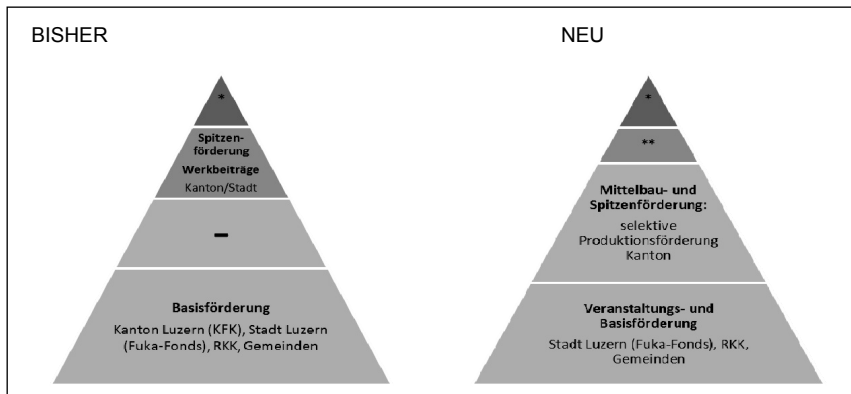 BISHER
*
Spitzen-
förderung
Werkbeiträge
Kanton/Stadt
–
Basisförderung
Kanton Luzern (KFK), Stadt Luzern
(Fuka-Fonds), RKK, Gemeinden
NEU
*
**
Mittelbau- und
Spitzenförderung:
selektive
Produktionsförderung
Kanton
Veranstaltungs- und
Basisförderung
Stadt Luzern (Fuka-Fonds), RKK,
Gemeinden